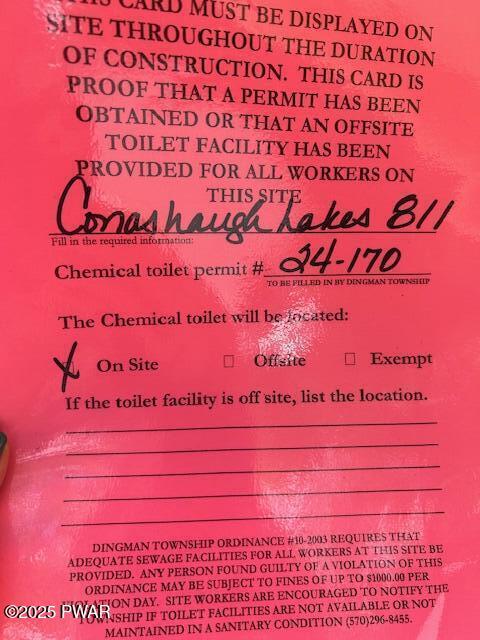 THIS CARD MUST BE DISPLAYED ON
SITE THROUGHOUT THE DURATION
OF CONSTRUCTION. THIS CARD IS
PROOF THAT A PERMIT HAS BEEN
OBTAINED OR THAT AN OFFSITE
TOILET FACILITY HAS BEEN
PROVIDED FOR ALL WORKERS ON
THIS SITE
Conashaugh Lakes 811
Fill in the required information:
Chemical toilet permit # 24-170
TO BE FILLED IN BY DINGMAN TOWNSHIP
The Chemical toilet will be located:
X On Site □ Offsite □ Exempt
If the toilet facility is off site, list the location.
DINGMAN TOWNSHIP ORDINANCE #10-2003 REQUIRES THAT
ADEQUATE SEWAGE FACILITIES FOR ALL WORKERS AT THIS SITE BE
PROVIDED. ANY PERSON FOUND GUILTY OF A VIOLATION OF THIS
ORDINANCE MAY BE SUBJECT TO FINES OF UP TO $1000.00 PER
VIOLATION DAY. SITE WORKERS ARE ENCOURAGED TO NOTIFY THE
TOWNSHIP IF TOILET FACILITIES ARE NOT AVAILABLE OR NOT
MAINTAINED IN A SANITARY CONDITION (570)296-8455.
©2025 PWAR